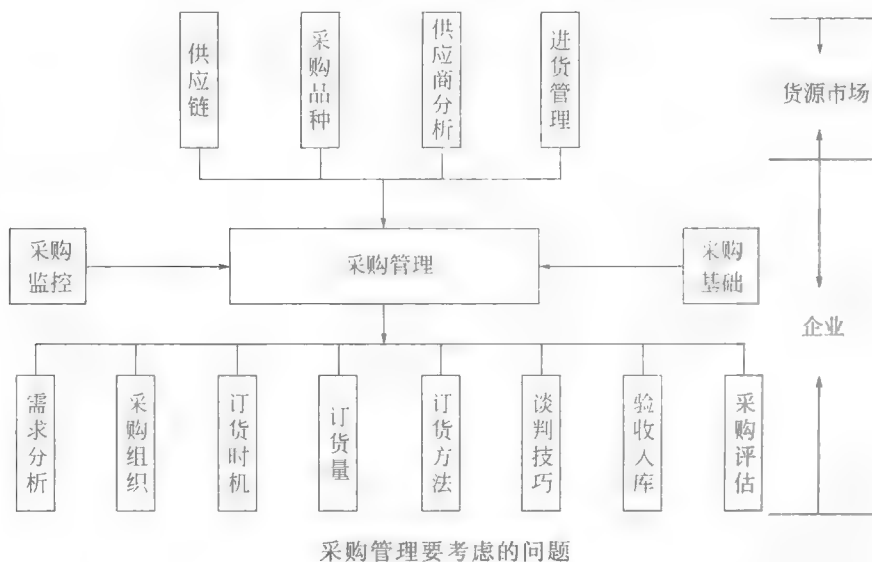 供应链
采购品种
供应商分析
进货管理
货源市场
采购
监控
采购管理
采购
基础
企业
需求分析
采购组织
订货时机
订货量
订货方法
谈判技巧
验收入库
采购评估
采购管理要考虑的问题